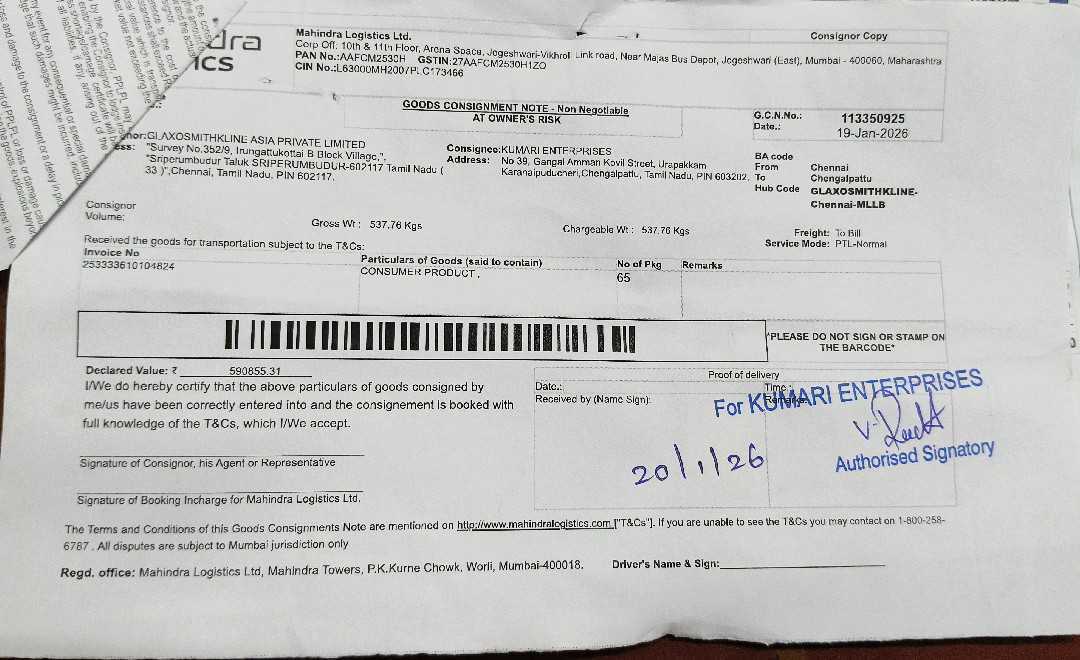 Mahindra Logistics Ltd.
Consignor Copy
Corp Off: 10th & 11th Floor, Arena Space, Jogeshwari-Vikhroli Link road, Near Majas Bus Depot, Jogeshwari (East), Mumbai - 400060, Maharashtra
PAN No.:AAFCM2530H GSTIN:27AAFCM2530H1ZO
CIN No.:L63000MH2007PLC173466
dra
ICS
GOODS CONSIGNMENT NOTE - Non Negotiable
AT OWNER'S RISK
G.C.N.No.: 113350925
Date.: 19-Jan-2026
nor:GLAXOSMITHKLINE ASIA PRIVATE LIMITED
ess: "Survey No.352/9, Irungattukottai B Block Village,",
"Sriperumbudur Taluk SRIPERUMBUDUR-602117 Tamil Nadu (
33 )",Chennai, Tamil Nadu, PIN 602117,
Consignee:KUMARI ENTERPRISES
Address: No 39, Gangai Amman Kovil Street, Urapakkam
Karanaipuducheri,Chengalpattu, Tamil Nadu, PIN 603202,
BA code
From Chennai
To Chengalpattu
Hub Code GLAXOSMITHKLINE-
Chennai-MLLB
Consignor
Volume:
Gross Wt : 537.76 Kgs
Chargeable Wt : 537.76 Kgs
Freight: To Bill
Service Mode: PTL-Normal
Received the goods for transportation subject to the T&Cs:
Invoice No Particulars of Goods (said to contain) No of Pkg Remarks
253333610104824 CONSUMER PRODUCT , 65
*PLEASE DO NOT SIGN OR STAMP ON
THE BARCODE*
Declared Value: ₹ 590855.31
I/We do hereby certify that the above particulars of goods consigned by
me/us have been correctly entered into and the consignement is booked with
full knowledge of the T&Cs, which I/We accept.
Signature of Consignor, his Agent or Representative
Signature of Booking Incharge for Mahindra Logistics Ltd.
Proof of delivery
Date.: Time :
Received by (Name Sign): Remarks
For KUMARI ENTERPRISES
20/1/26
Authorised Signatory
The Terms and Conditions of this Goods Consignments Note are mentioned on http://www.mahindralogistics.com ["T&Cs"]. If you are unable to see the T&Cs you may contact on 1-800-258-
6787 . All disputes are subject to Mumbai jurisdiction only
Regd. office: Mahindra Logistics Ltd, Mahindra Towers, P.K.Kurne Chowk, Worli, Mumbai-400018. Driver's Name & Sign: